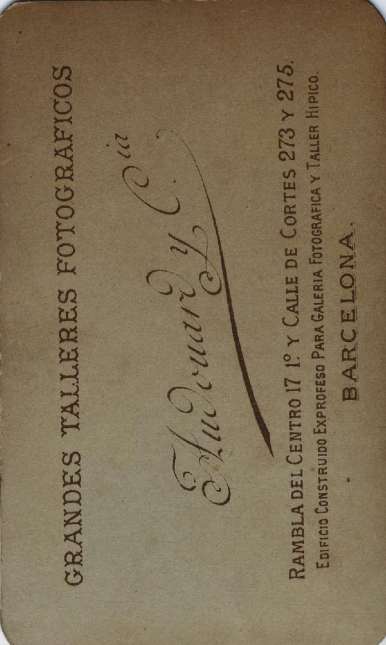 GRANDES TALLERES FOTOGRAFICOS
Audouard y C.ia
RAMBLA DEL CENTRO 17 1º. Y CALLE DE CORTES 273 Y 275.
EDIFICIO CONSTRUIDO EXPROFESO PARA GALERIA FOTOGRAFICA Y TALLER HIPICO.
BARCELONA.